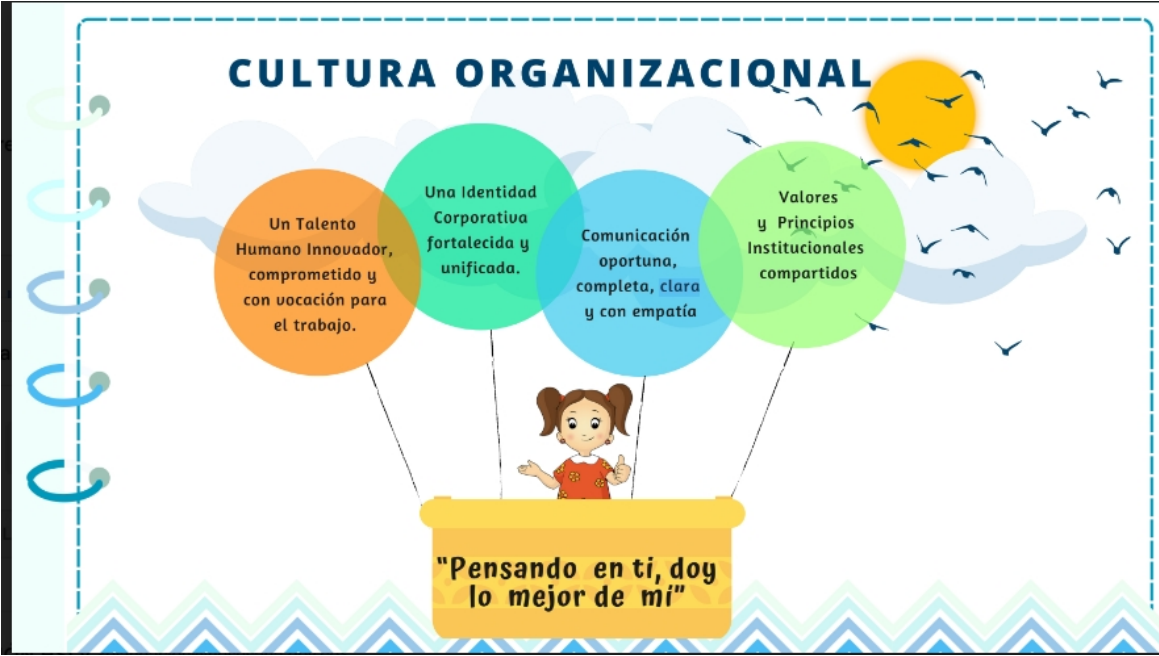 CULTURA ORGANIZACIONAL
Un Talento
Humano Innovador,
comprometido y
con vocación para
el trabajo.
Una Identidad
Corporativa
fortalecida y
unificada.
Comunicación
oportuna,
completa, clara
y con empatía
Valores
y Principios
Institucionales
compartidos
“Pensando en ti, doy
lo mejor de mí”